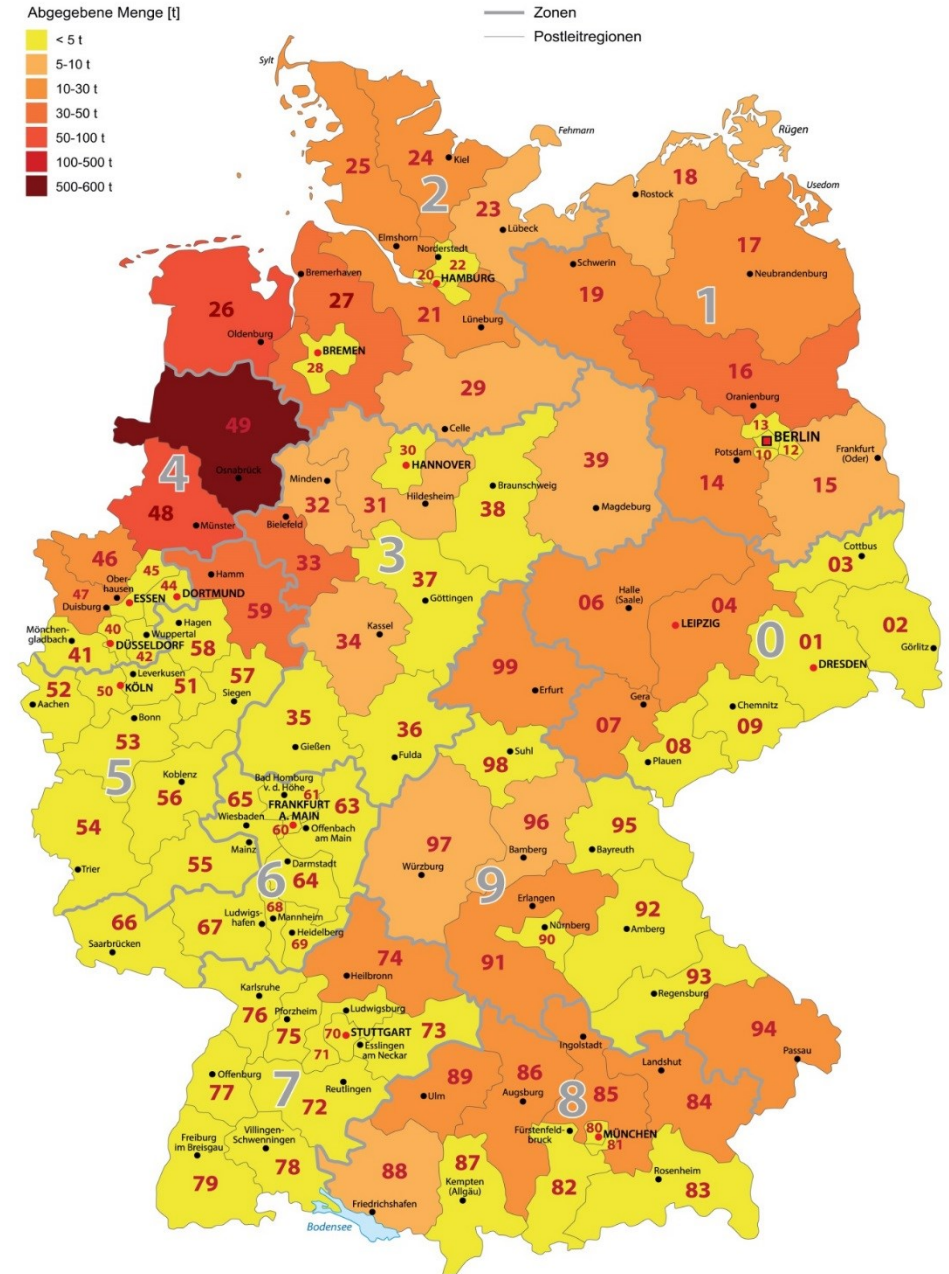 Abgegebene Menge [t]
< 5 t
5-10 t
10-30 t
30-50 t
50-100 t
100-500 t
500-600 t
Zonen
Postleitregionen
Sylt
Fehmarn
Rügen
Usedom
25
24
Kiel
2
23
Lübeck
18
Rostock
17
Neubrandenburg
Elmshorn
Norderstedt
22
20
HAMBURG
Schwerin
19
1
Bremerhaven
26
27
21
Lüneburg
Oldenburg
BREMEN
28
16
Oranienburg
29
Celle
13
BERLIN
10
12
Potsdam
14
Frankfurt
(Oder)
15
49
Osnabrück
4
30
HANNOVER
Minden
32
31
Hildesheim
Braunschweig
38
39
Magdeburg
48
Münster
Bielefeld
33
3
03
Cottbus
46
45
Ober-
hausen
47
Duisburg
ESSEN
44
DORTMUND
Hamm
59
37
Göttingen
06
Halle
(Saale)
04
LEIPZIG
0
01
DRESDEN
02
Görlitz
Mönchen-
gladbach
41
40
DÜSSELDORF
42
Wuppertal
Hagen
58
34
Kassel
99
Erfurt
Leverkusen
52
Aachen
50
KÖLN
51
57
Siegen
Bonn
53
Gera
07
Chemnitz
09
08
Plauen
35
Gießen
36
Fulda
98
Suhl
5
Koblenz
56
65
Bad Homburg
v. d. Höhe
61
FRANKFURT
A. MAIN
63
60
Offenbach
am Main
Wiesbaden
Mainz
54
Trier
55
Darmstadt
64
6
97
Würzburg
96
Bamberg
95
Bayreuth
9
Erlangen
Nürnberg
90
92
Amberg
66
Saarbrücken
67
Ludwigs-
hafen
68
Mannheim
Heidelberg
69
74
Heilbronn
91
93
Regensburg
Karlsruhe
76
Pforzheim
75
Ludwigsburg
70
STUTTGART
71
Esslingen
am Neckar
73
Ingolstadt
94
Passau
Landshut
84
Offenburg
77
7
Reutlingen
72
89
Ulm
86
Augsburg
8
85
Fürstenfeld-
bruck
80
MÜNCHEN
81
Freiburg
im Breisgau
79
Villingen-
Schwenningen
78
88
Friedrichshafen
87
Kempten
(Allgäu)
82
Rosenheim
83
Bodensee